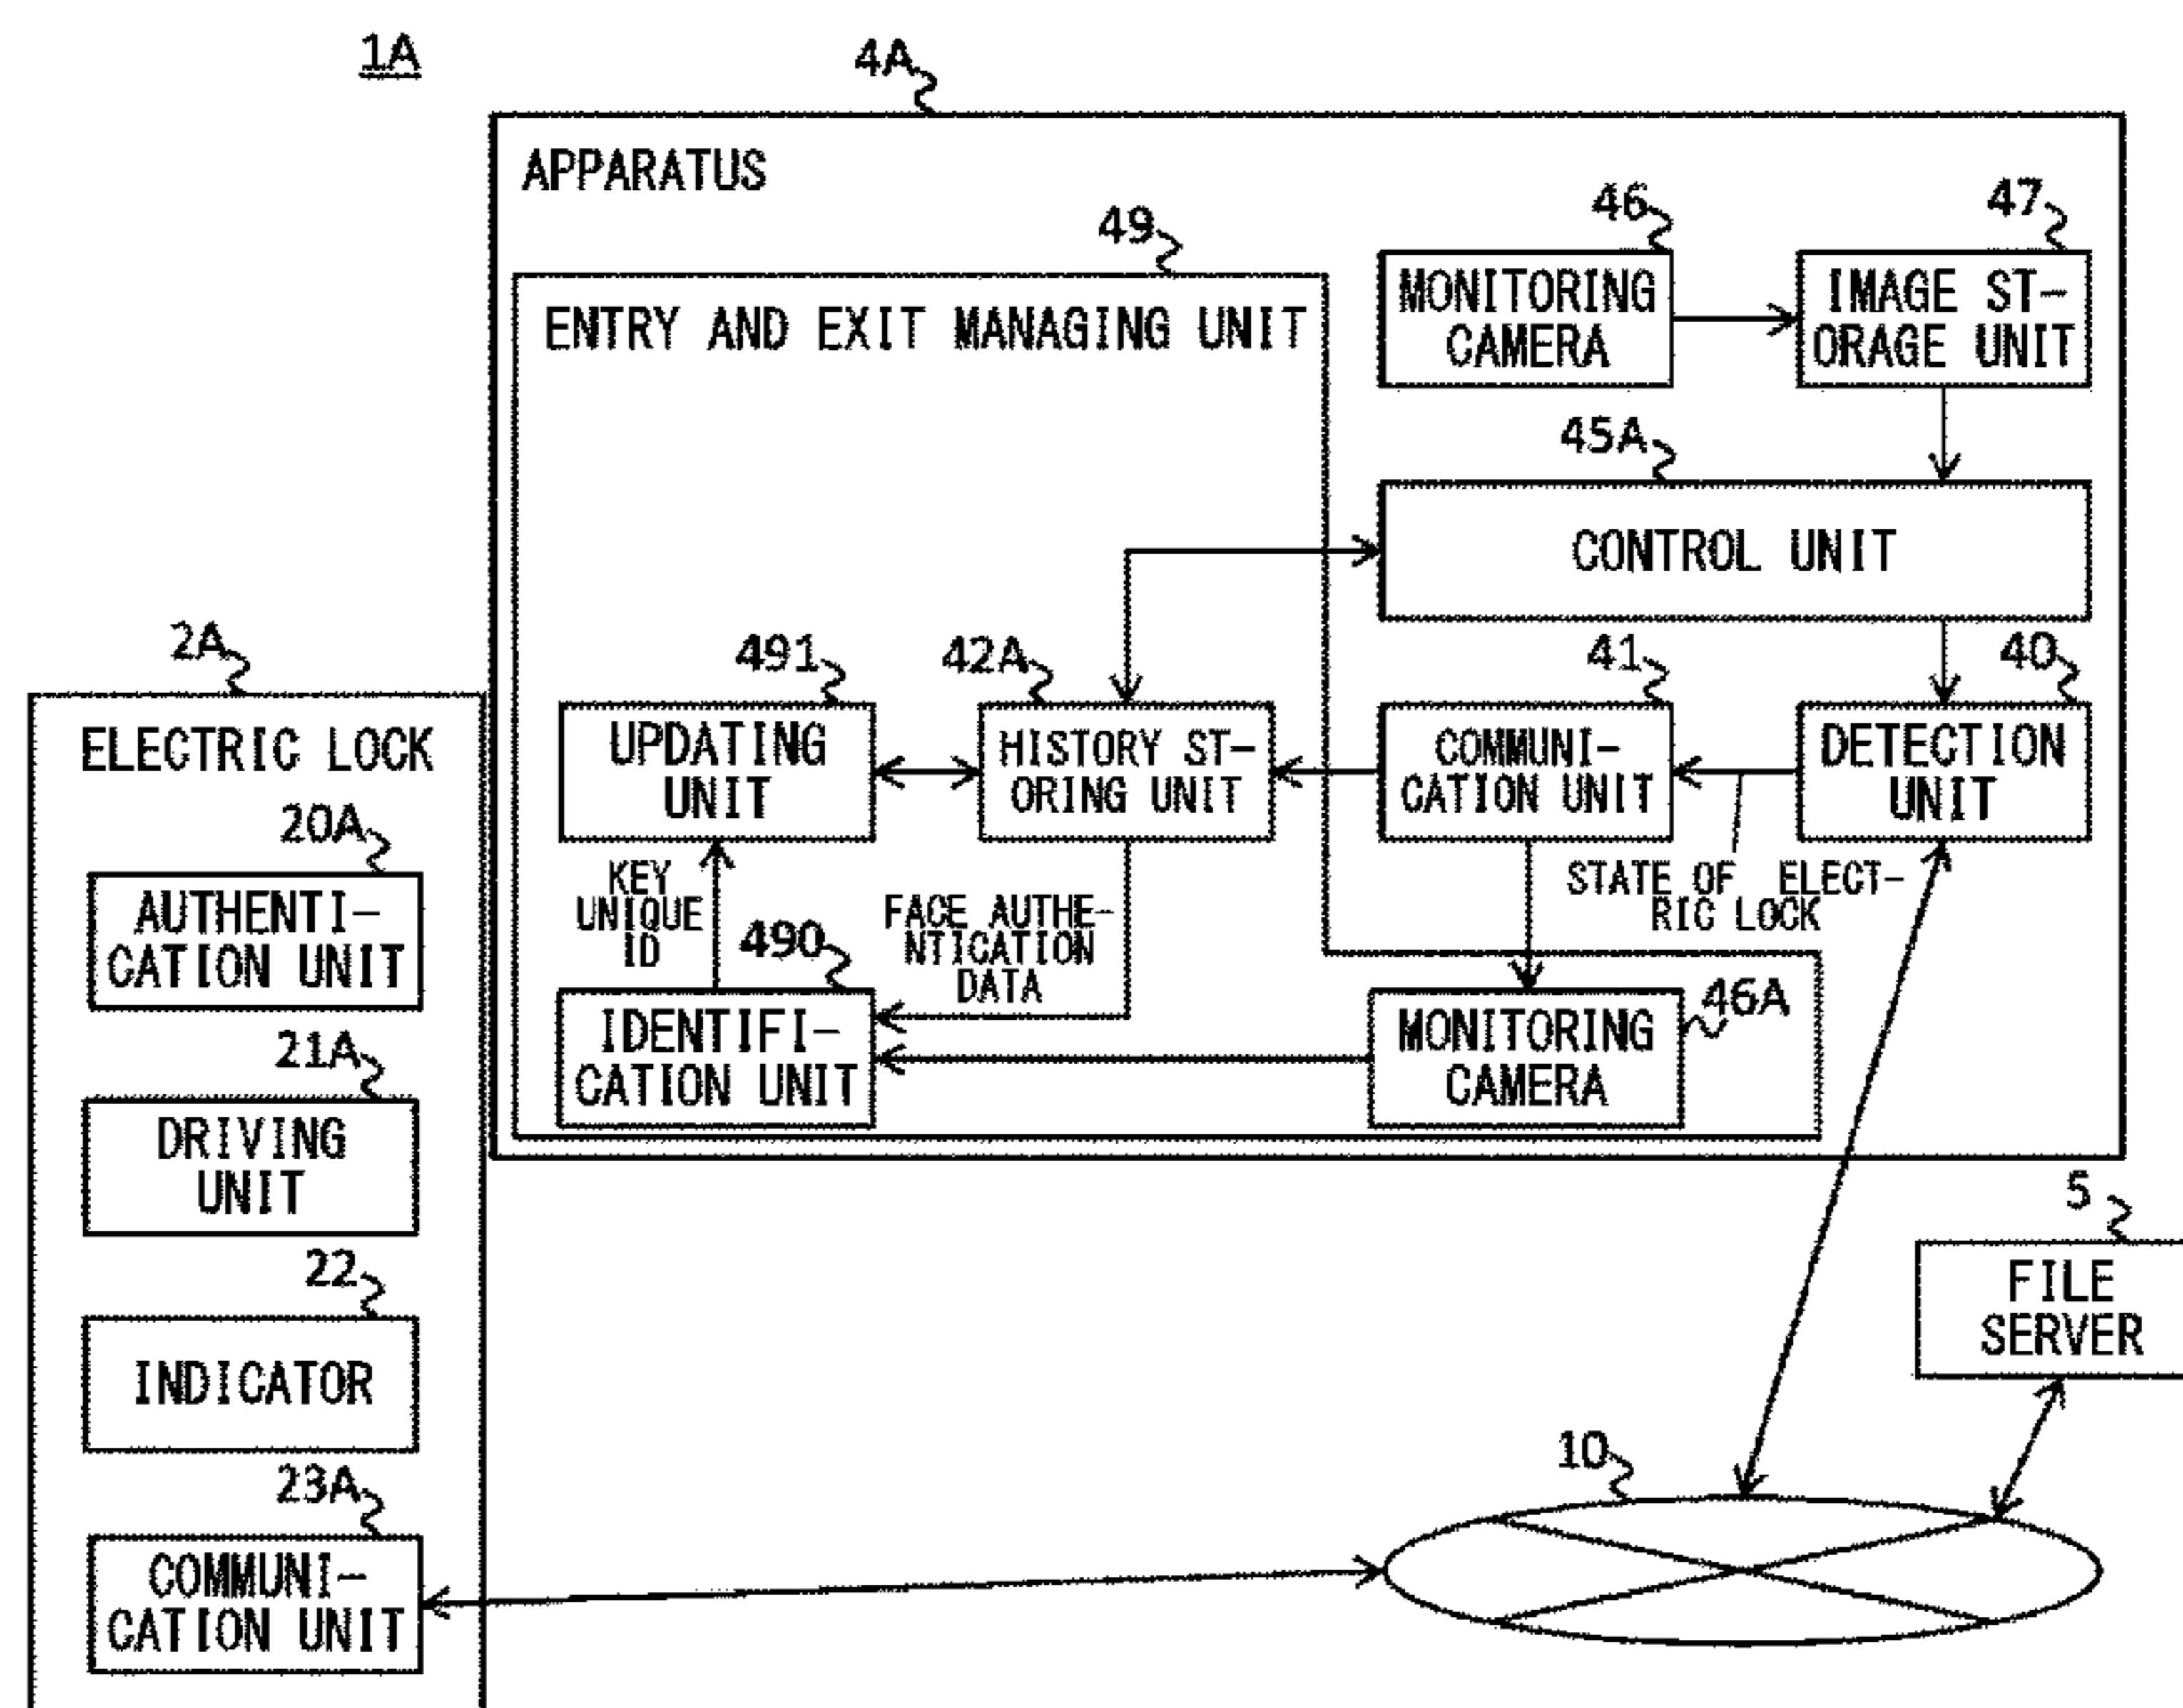 1A
4A
APPARATUS
49
46
47
ENTRY AND EXIT MANAGING UNIT
MONITORING
CAMERA
IMAGE ST-
ORAGE UNIT
45A
CONTROL UNIT
491
42A
41
40
UPDATING
UNIT
HISTORY ST-
ORING UNIT
COMMUNI-
CATION UNIT
DETECTION
UNIT
KEY
UNIQUE
ID
FACE AUTHE-
NTICATION
DATA
STATE OF ELECT-
RIC LOCK
490
46A
IDENTIFI-
CATION UNIT
MONITORING
CAMERA
2A
ELECTRIC LOCK
20A
AUTHENTI-
CATION UNIT
21A
DRIVING
UNIT
22
INDICATOR
23A
COMMUNI-
CATION UNIT
5
FILE
SERVER
10